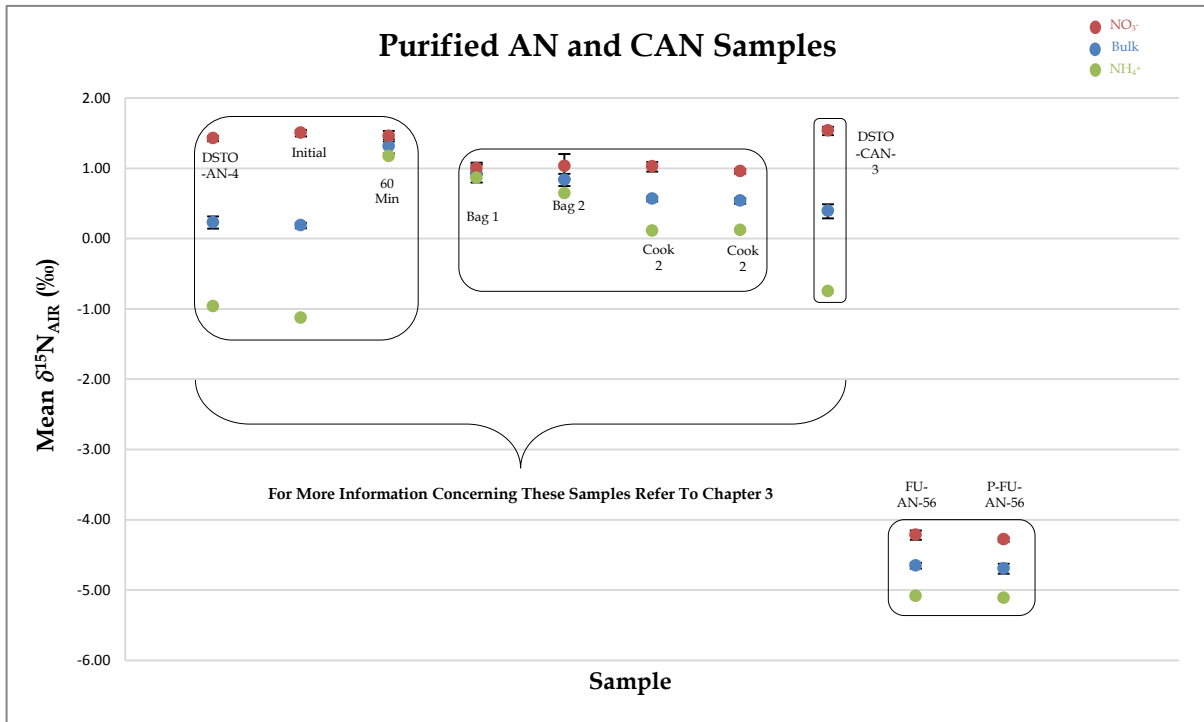 Purified AN and CAN Samples
NO₃⁻
Bulk
NH₄⁺
Mean δ¹⁵N_AIR (‰)
2.00
1.00
0.00
-1.00
-2.00
-3.00
-4.00
-5.00
-6.00
DSTO
-AN-4
Initial
60
Min
Bag 1
Bag 2
Cook
2
Cook
2
DSTO
-CAN-
3
For More Information Concerning These Samples Refer To Chapter 3
FU-
AN-56
P-FU-
AN-56
Sample